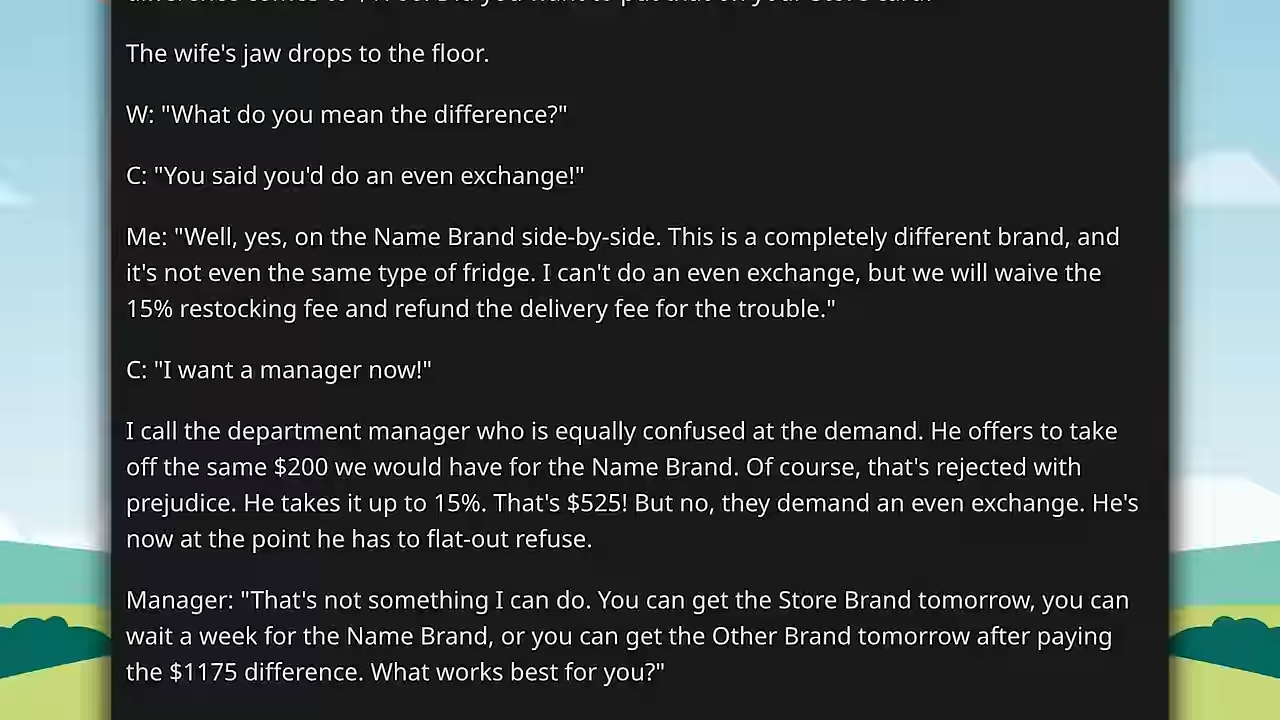 The wife's jaw drops to the floor.
W: "What do you mean the difference?"
C: "You said you'd do an even exchange!"
Me: "Well, yes, on the Name Brand side-by-side. This is a completely different brand, and
it's not even the same type of fridge. I can't do an even exchange, but we will waive the
15% restocking fee and refund the delivery fee for the trouble."
C: "I want a manager now!"
I call the department manager who is equally confused at the demand. He offers to take
off the same $200 we would have for the Name Brand. Of course, that's rejected with
prejudice. He takes it up to 15%. That's $525! But no, they demand an even exchange. He's
now at the point he has to flat-out refuse.
Manager: "That's not something I can do. You can get the Store Brand tomorrow, you can
wait a week for the Name Brand, or you can get the Other Brand tomorrow after paying
the $1175 difference. What works best for you?"